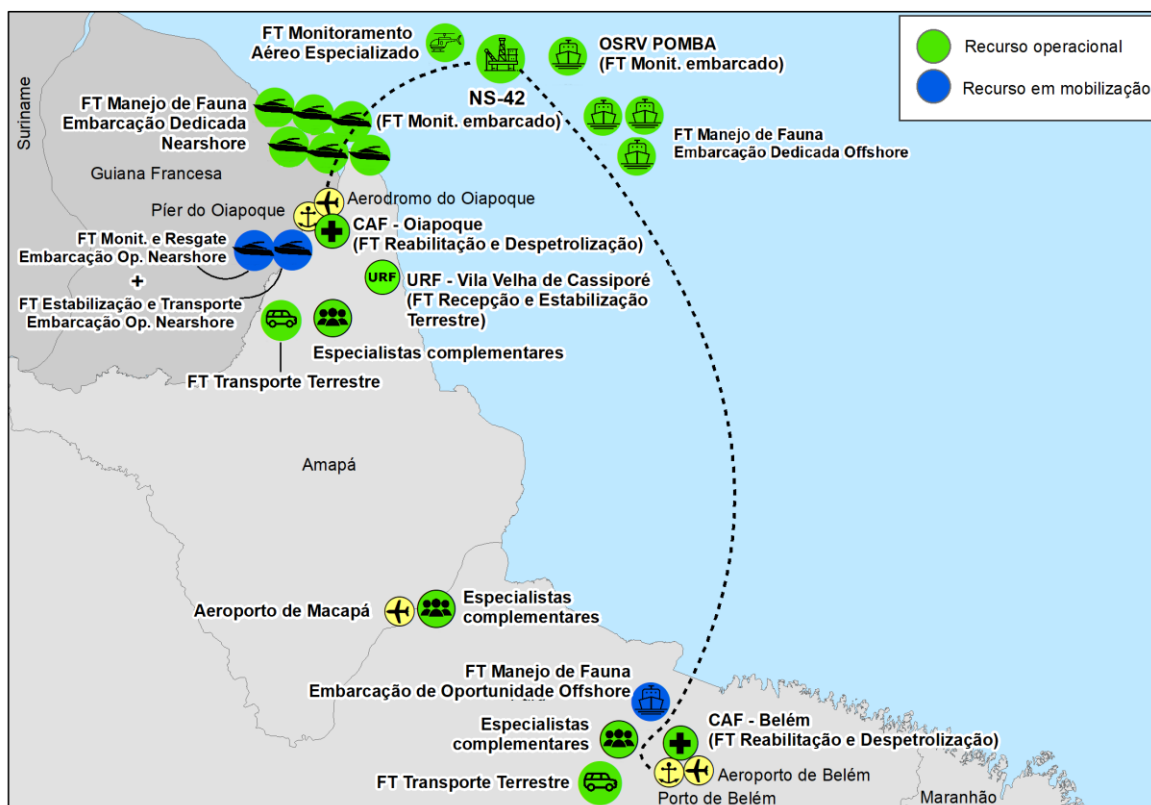 FT Monitoramento
Aéreo Especializado
OSRV POMBA
(FT Monit. embarcado)
Recurso operacional
Recurso em mobilização
NS-42
(FT Monit. embarcado)
FT Manejo de Fauna
Embarcação Dedicada
Nearshore
FT Manejo de Fauna
Embarcação Dedicada Offshore
Suriname
Guiana Francesa
Píer do Oiapoque
Aerodromo do Oiapoque
CAF - Oiapoque
(FT Reabilitação e Despetrolização)
FT Monit. e Resgate
Embarcação Op. Nearshore
+
FT Estabilização e Transporte
Embarcação Op. Nearshore
URF
URF - Vila Velha de Cassiporé
(FT Recepção e Estabilização
Terrestre)
Especialistas complementares
FT Transporte Terrestre
Amapá
Aeroporto de Macapá
Especialistas
complementares
FT Manejo de Fauna
Embarcação de Oportunidade Offshore
Especialistas
complementares
CAF - Belém
(FT Reabilitação e Despetrolização)
FT Transporte Terrestre
Aeroporto de Belém
Porto de Belém
Maranhão